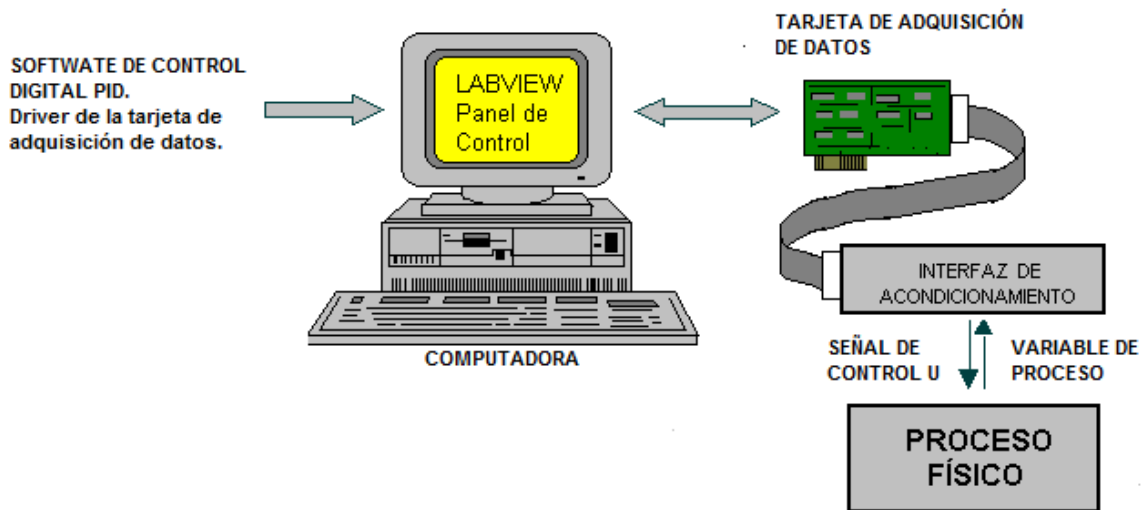 SOFTWATE DE CONTROL
DIGITAL PID.
Driver de la tarjeta de
adquisición de datos.
LABVIEW
Panel de
Control
COMPUTADORA
TARJETA DE ADQUISICIÓN
DE DATOS
INTERFAZ DE
ACONDICIONAMIENTO
SEÑAL DE
CONTROL U
VARIABLE DE
PROCESO
PROCESO
FÍSICO